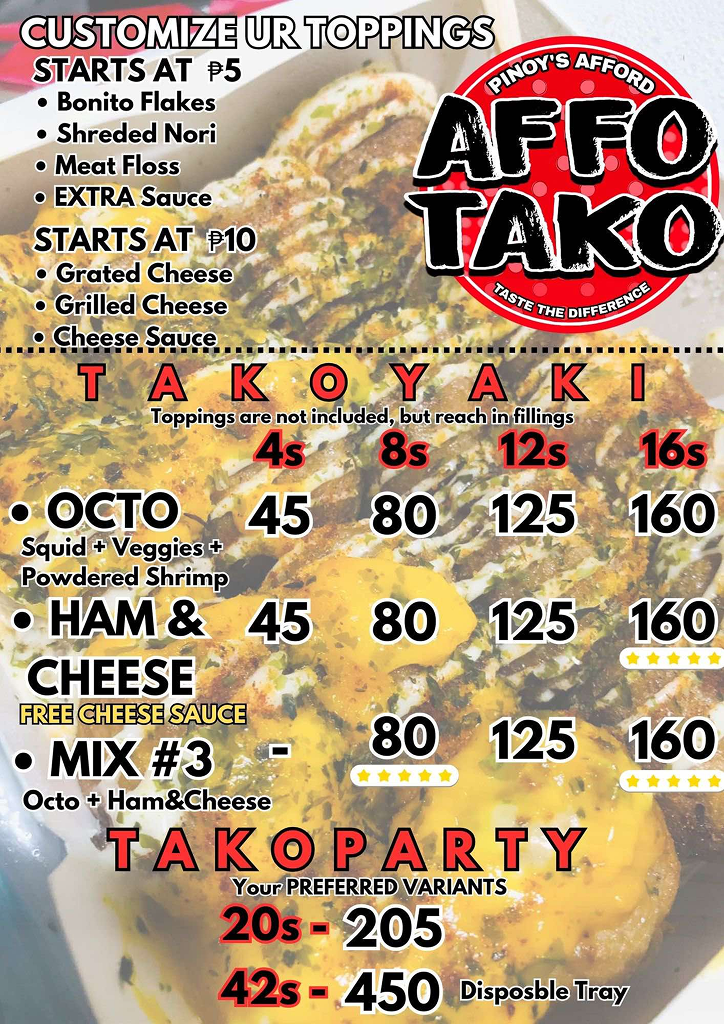 CUSTOMIZE UR TOPPINGS
STARTS AT ₱5
• Bonito Flakes
• Shreded Nori
• Meat Floss
• EXTRA Sauce
STARTS AT ₱10
• Grated Cheese
• Grilled Cheese
• Cheese Sauce
PINOY'S AFFORD
AFFO
TAKO
TASTE THE DIFFERENCE
TAKOYAKI
Toppings are not included, but reach in fillings
4s 8s 12s 16s
• OCTO 45 80 125 160
Squid + Veggies +
Powdered Shrimp
• HAM & 45 80 125 160
CHEESE
FREE CHEESE SAUCE
• MIX #3 - 80 125 160
Octo + Ham&Cheese
TAKOPARTY
Your PREFERRED VARIANTS
20s - 205
42s - 450 Disposble Tray